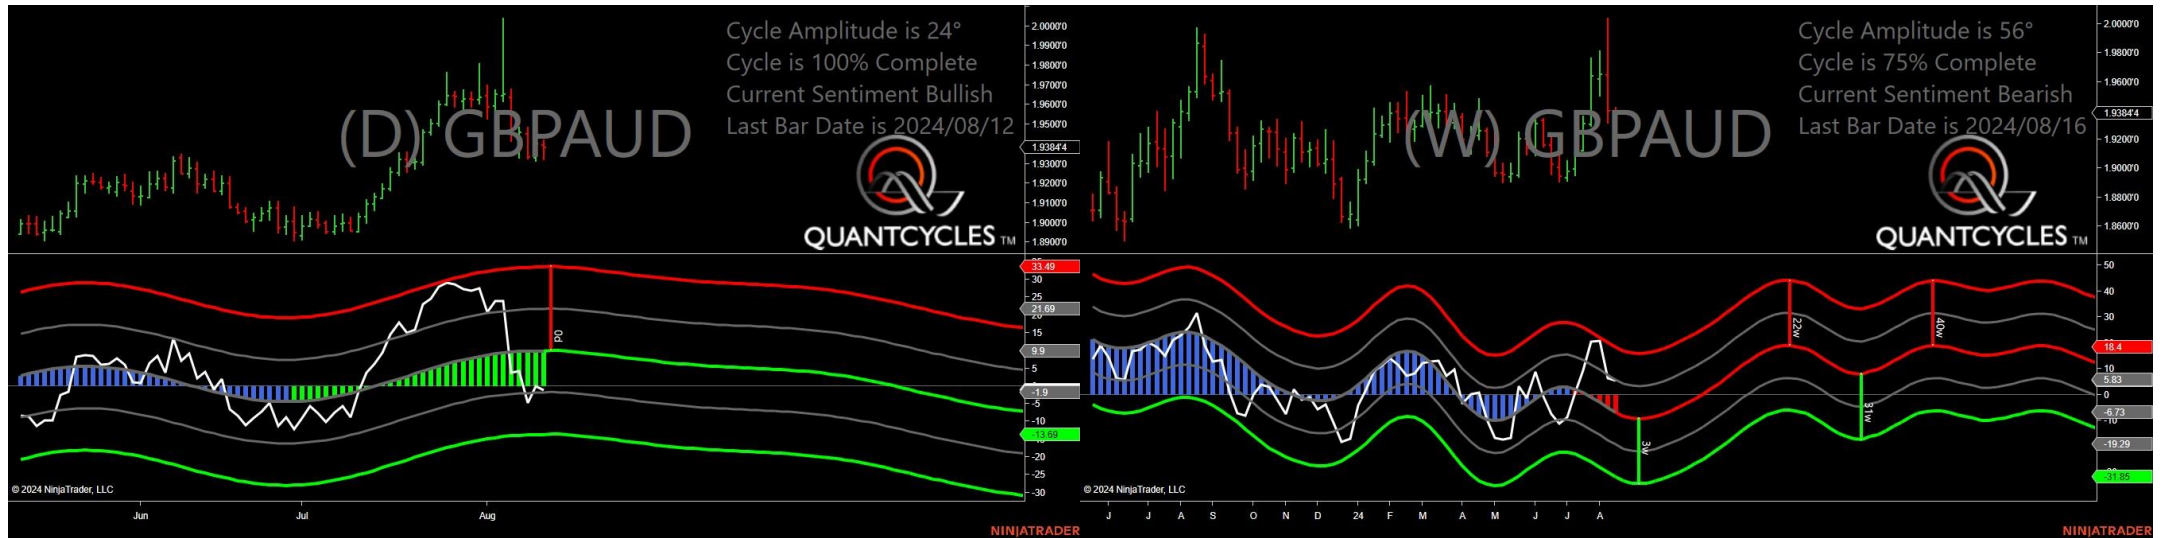 Cycle Amplitude is 24°
Cycle is 100% Complete
Current Sentiment Bullish
Last Bar Date is 2024/08/12
(D) GBPAUD
QUANTCYCLES TM
2.0000'0
1.9900'0
1.9800'0
1.9700'0
1.9600'0
1.9500'0
1.9384'4
1.9300'0
1.9200'0
1.9100'0
1.9000'0
1.8900'0
33.49
30
25
21.69
15
9.9
5
-1.9
-5
-10
-13.69
-20
-25
-30
0d
© 2024 NinjaTrader, LLC
Jun
Jul
Aug
NINJATRADER
Cycle Amplitude is 56°
Cycle is 75% Complete
Current Sentiment Bearish
Last Bar Date is 2024/08/16
(W) GBPAUD
QUANTCYCLES TM
2.0000'0
1.9800'0
1.9600'0
1.9384'4
1.9200'0
1.9000'0
1.8800'0
1.8600'0
50
40
30
18.4
10
5.83
0
-6.73
-10
-19.29
-31.85
3w
22w
31w
40w
© 2024 NinjaTrader, LLC
J J A S O N D 24 F M A M J J A
NINJATRADER